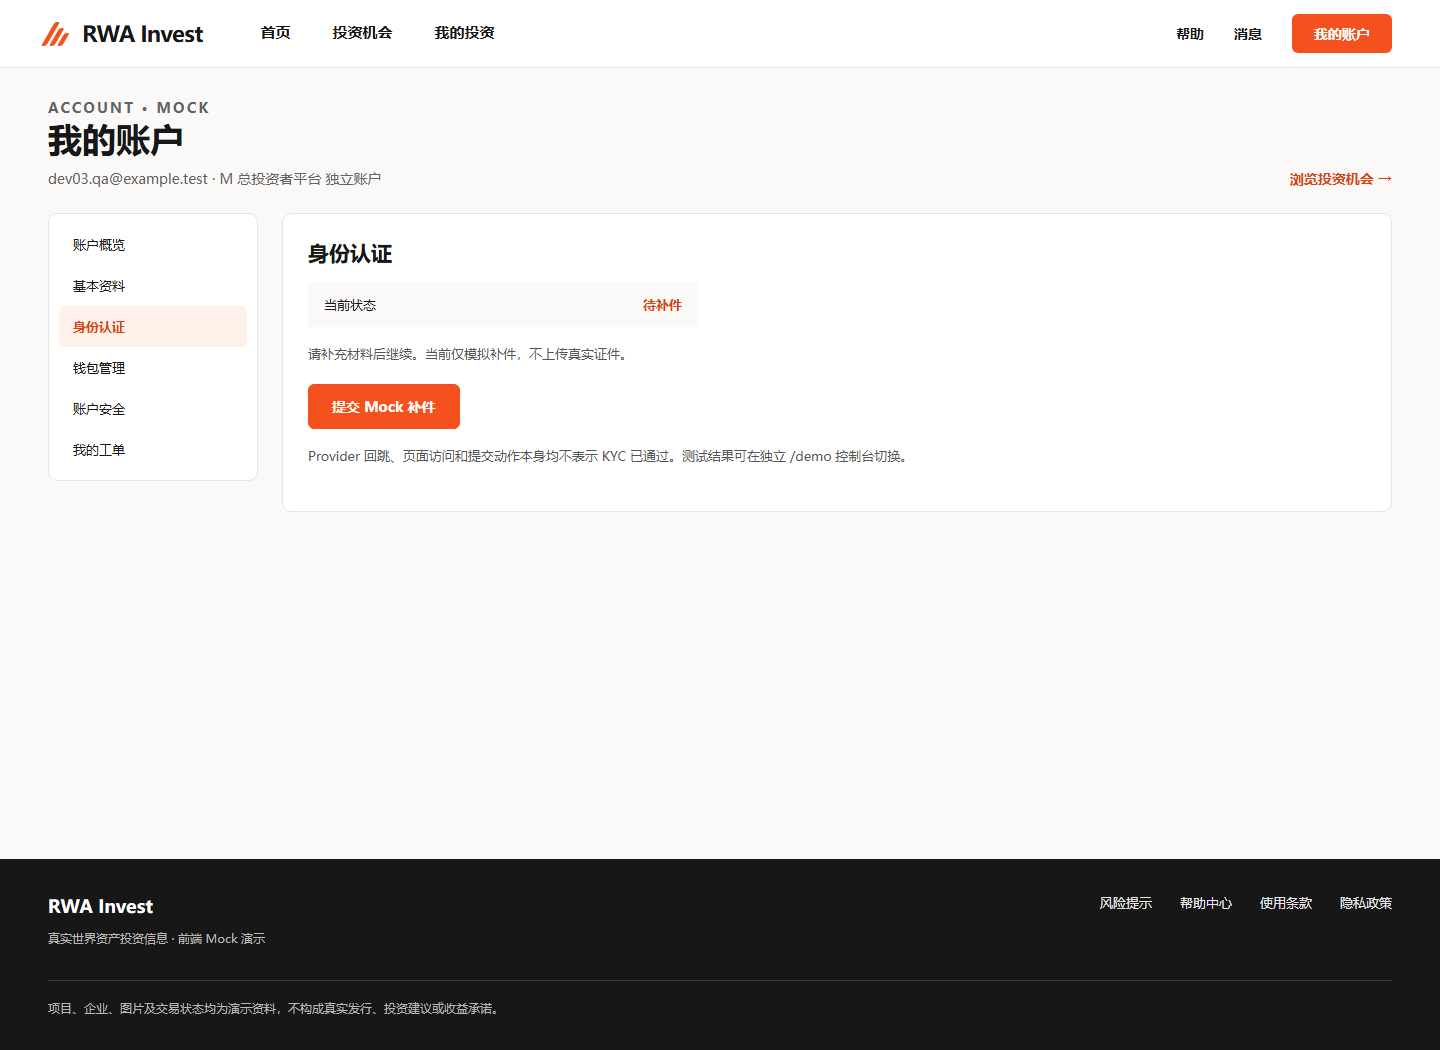 RWA Invest 首页 投资机会 我的投资 帮助 消息 我的账户
ACCOUNT • MOCK
我的账户
dev03.qa@example.test · M 总投资者平台 独立账户 浏览投资机会 →
账户概览
基本资料
身份认证
钱包管理
账户安全
我的工单
身份认证
当前状态 待补件
请补充材料后继续。当前仅模拟补件，不上传真实证件。
提交 Mock 补件
Provider 回跳、页面访问和提交动作本身均不表示 KYC 已通过。测试结果可在独立 /demo 控制台切换。
RWA Invest
真实世界资产投资信息 · 前端 Mock 演示
风险提示 帮助中心 使用条款 隐私政策
项目、企业、图片及交易状态均为演示资料，不构成真实发行、投资建议或收益承诺。